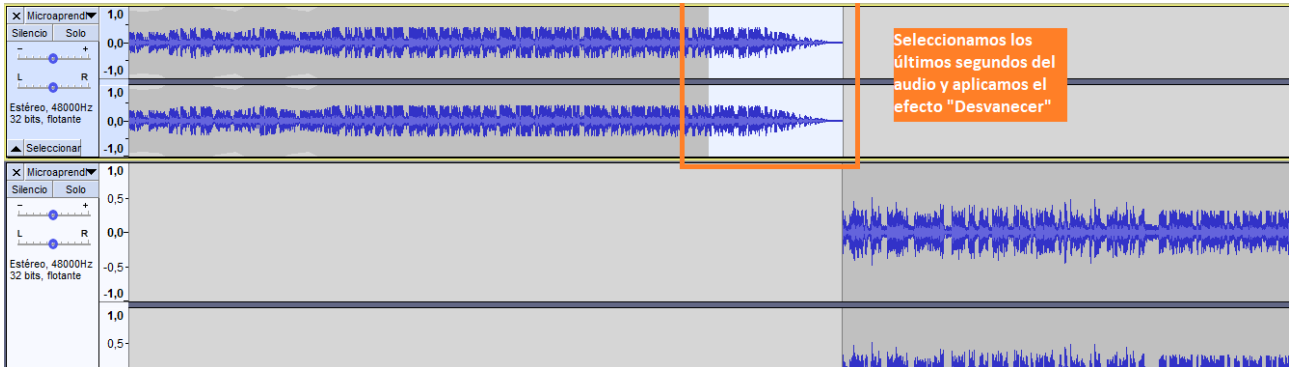 Microaprendi
Silencio Solo
- +
L R
Estéreo, 48000Hz
32 bits, flotante
Seleccionar
1,0
0,0-
-1,0
1,0
0,0-
-1,0
Seleccionamos los
últimos segundos del
audio y aplicamos el
efecto "Desvanecer"
Microaprendi
Silencio Solo
- +
L R
Estéreo, 48000Hz
32 bits, flotante
1,0
0,5-
0,0-
-0,5-
-1,0
1,0
0,5-